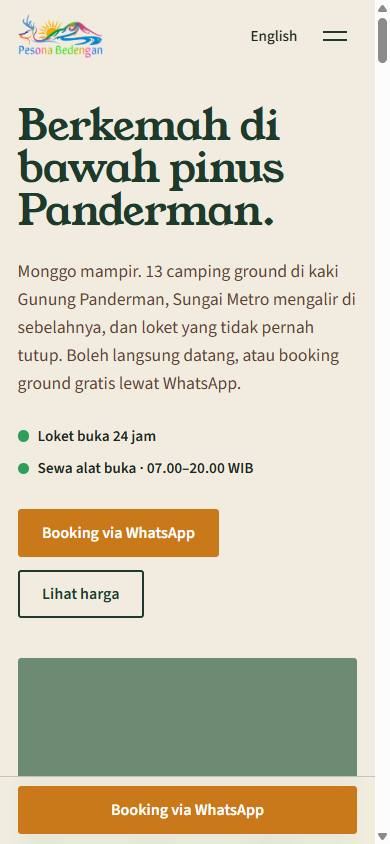 Pesona Bedengan
English
Berkemah di
bawah pinus
Panderman.
Monggo mampir. 13 camping ground di kaki
Gunung Panderman, Sungai Metro mengalir di
sebelahnya, dan loket yang tidak pernah
tutup. Boleh langsung datang, atau booking
ground gratis lewat WhatsApp.
Loket buka 24 jam
Sewa alat buka · 07.00–20.00 WIB
Booking via WhatsApp
Lihat harga
Booking via WhatsApp